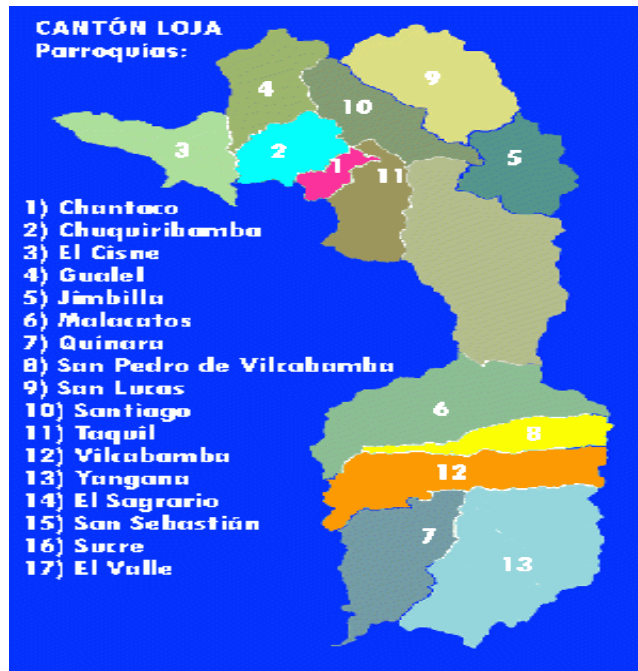 CANTÓN LOJA
Parroquías:
9
4
10
3
2
1
11
5
1) Chantaco
2) Chuquiribamba
3) El Cisne
4) Gualel
5) Jimbilla
6) Malacatos
7) Quinara
8) San Pedro de Vilcabamba
9) San Lucas
10) Santiago
11) Taquil
12) Vilcabamba
13) Yangana
14) El Sagrario
15) San Sebastián
16) Sucre
17) El Valle
6
8
12
7
13